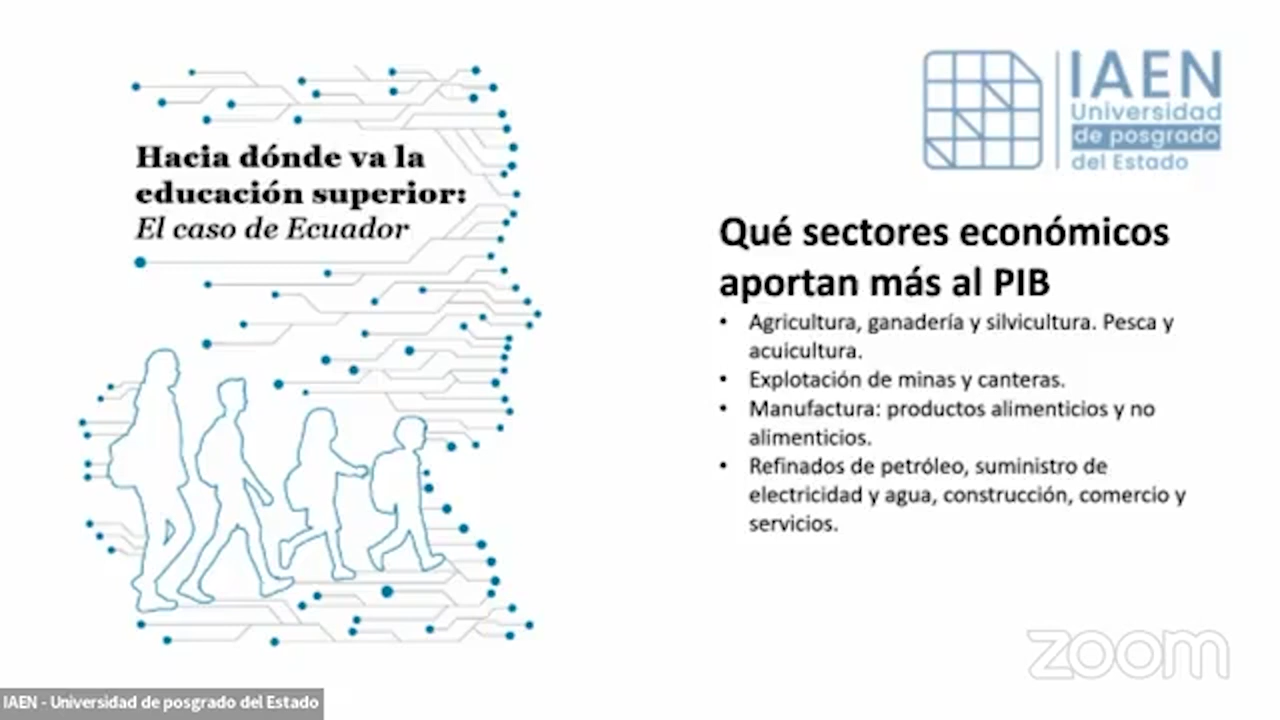 Hacia dónde va la
educación superior:
El caso de Ecuador
IAEN
Universidad
de posgrado
del Estado
Qué sectores económicos
aportan más al PIB
• Agricultura, ganadería y silvicultura. Pesca y
acuicultura.
• Explotación de minas y canteras.
• Manufactura: productos alimenticios y no
alimenticios.
• Refinados de petróleo, suministro de
electricidad y agua, construcción, comercio y
servicios.
zoom
IAEN - Universidad de posgrado del Estado